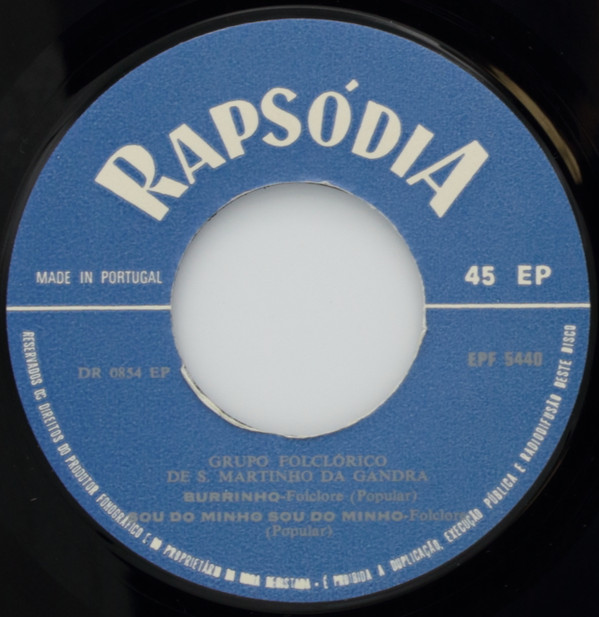 RAPSÓDIA
MADE IN PORTUGAL
45 EP
DR 0854 EP
EPF 5440
GRUPO FOLCLÓRICO
DE S. MARTINHO DA GANDRA
BURRINHO-Folclore (Popular)
SOU DO MINHO SOU DO MINHO-Folclore
(Popular)
RESERVADOS OS DIREITOS DO PRODUTOR FONOGRÁFICO E DO PROPRIETÁRIO DA OBRA REGISTADA - É PROIBIDA A DUPLICAÇÃO, EXECUÇÃO PÚBLICA E RADIODIFUSÃO DESTE DISCO